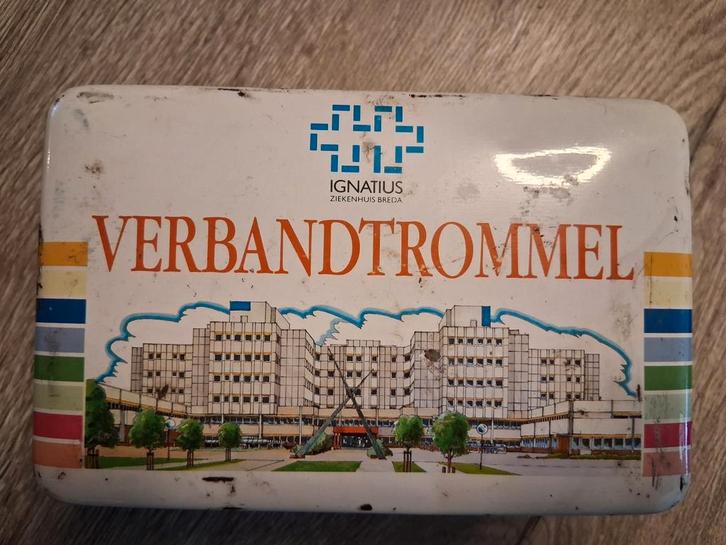 IGNATIUS
ZIEKENHUIS BREDA
VERBANDTROMMEL